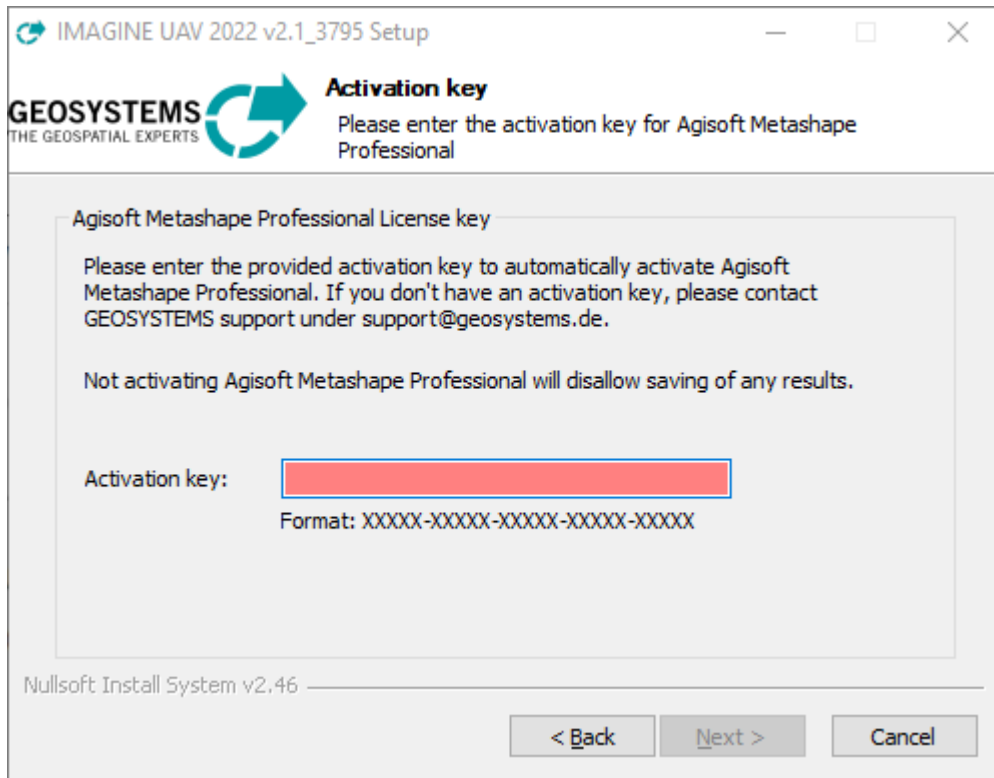 IMAGINE UAV 2022 v2.1_3795 Setup
GEOSYSTEMS
THE GEOSPATIAL EXPERTS
Activation key
Please enter the activation key for Agisoft Metashape
Professional
Agisoft Metashape Professional License key
Please enter the provided activation key to automatically activate Agisoft
Metashape Professional. If you don't have an activation key, please contact
GEOSYSTEMS support under support@geosystems.de.
Not activating Agisoft Metashape Professional will disallow saving of any results.
Activation key:
Format: XXXXX-XXXXX-XXXXX-XXXXX-XXXXX
Nullsoft Install System v2.46
< Back
Next >
Cancel